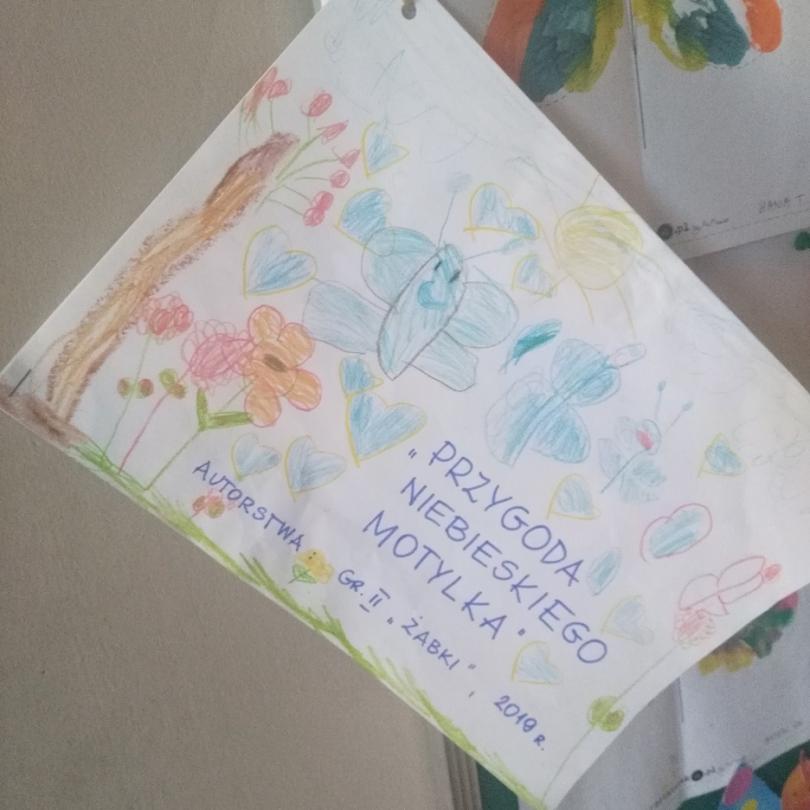 "PRZYGODA
NIEBIESKIEGO
MOTYLKA"
AUTORSTWA
GR. II "ŻABKI", 2019 r.